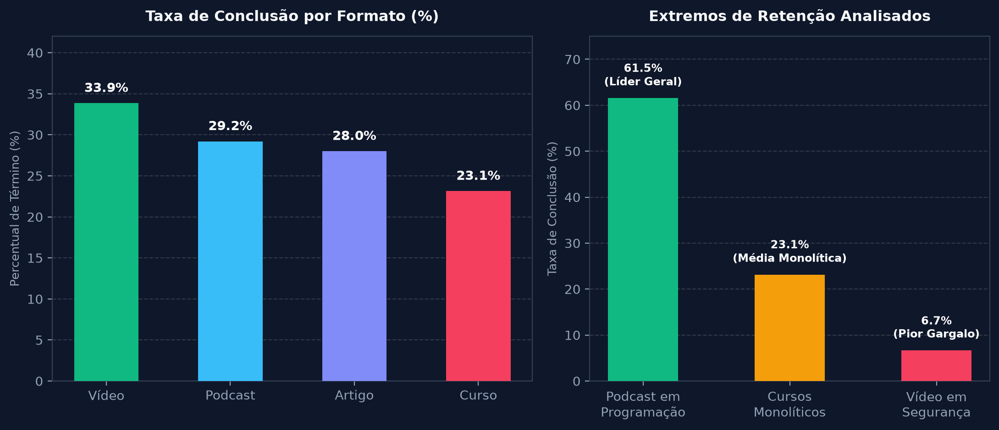 Taxa de Conclusão por Formato (%)
Percentual de Término (%)
40
35
30
25
20
15
10
5
0
33.9%
29.2%
28.0%
23.1%
Vídeo
Podcast
Artigo
Curso
Extremos de Retenção Analisados
Taxa de Conclusão (%)
70
60
50
40
30
20
10
0
61.5%
(Líder Geral)
23.1%
(Média Monolítica)
6.7%
(Pior Gargalo)
Podcast em
Programação
Cursos
Monolíticos
Vídeo em
Segurança